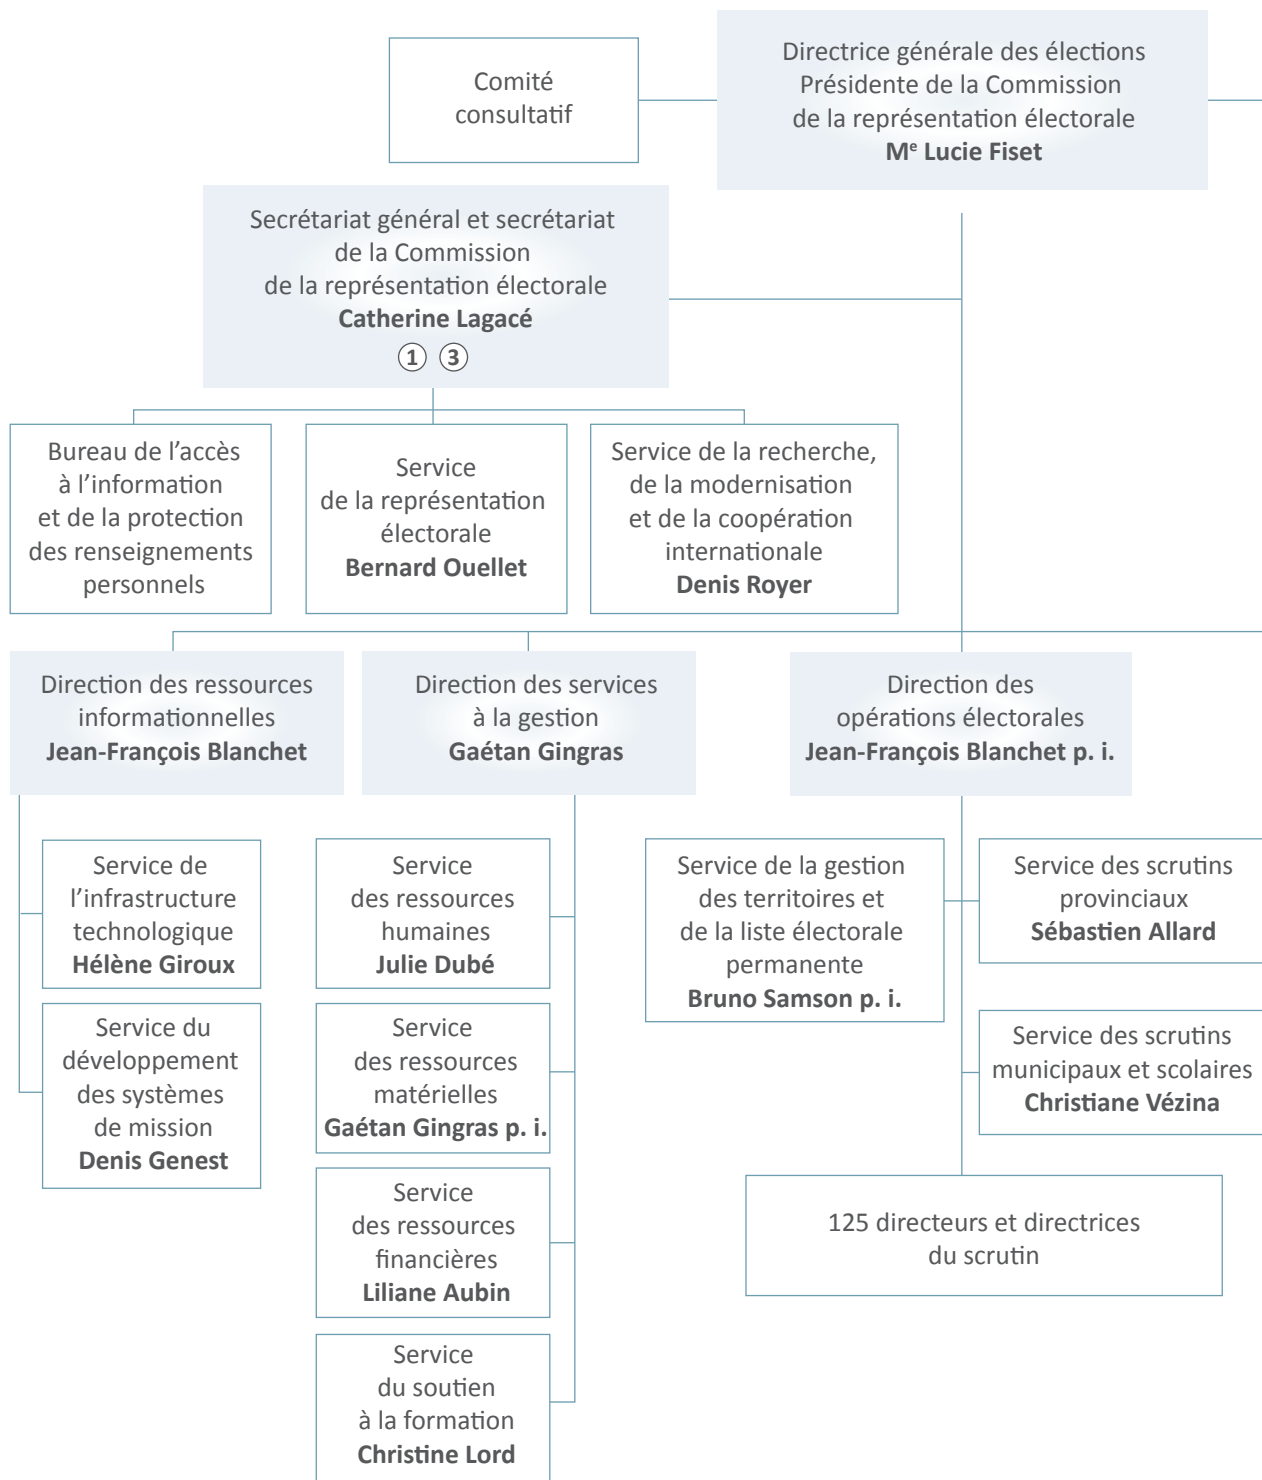 Comité
consultatif
Directrice générale des élections
Présidente de la Commission
de la représentation électorale
Me Lucie Fiset
Secrétariat général et secrétariat
de la Commission
de la représentation électorale
Catherine Lagacé
1 3
Bureau de l’accès
à l’information
et de la protection
des renseignements
personnels
Service
de la représentation
électorale
Bernard Ouellet
Service de la recherche,
de la modernisation
et de la coopération
internationale
Denis Royer
Direction des ressources
informationnelles
Jean-François Blanchet
Direction des services
à la gestion
Gaétan Gingras
Direction des
opérations électorales
Jean-François Blanchet p. i.
Service de
l’infrastructure
technologique
Hélène Giroux
Service du
développement
des systèmes
de mission
Denis Genest
Service
des ressources
humaines
Julie Dubé
Service
des ressources
matérielles
Gaétan Gingras p. i.
Service
des ressources
financières
Liliane Aubin
Service
du soutien
à la formation
Christine Lord
Service de la gestion
des territoires et
de la liste électorale
permanente
Bruno Samson p. i.
Service des scrutins
provinciaux
Sébastien Allard
Service des scrutins
municipaux et scolaires
Christiane Vézina
125 directeurs et directrices
du scrutin